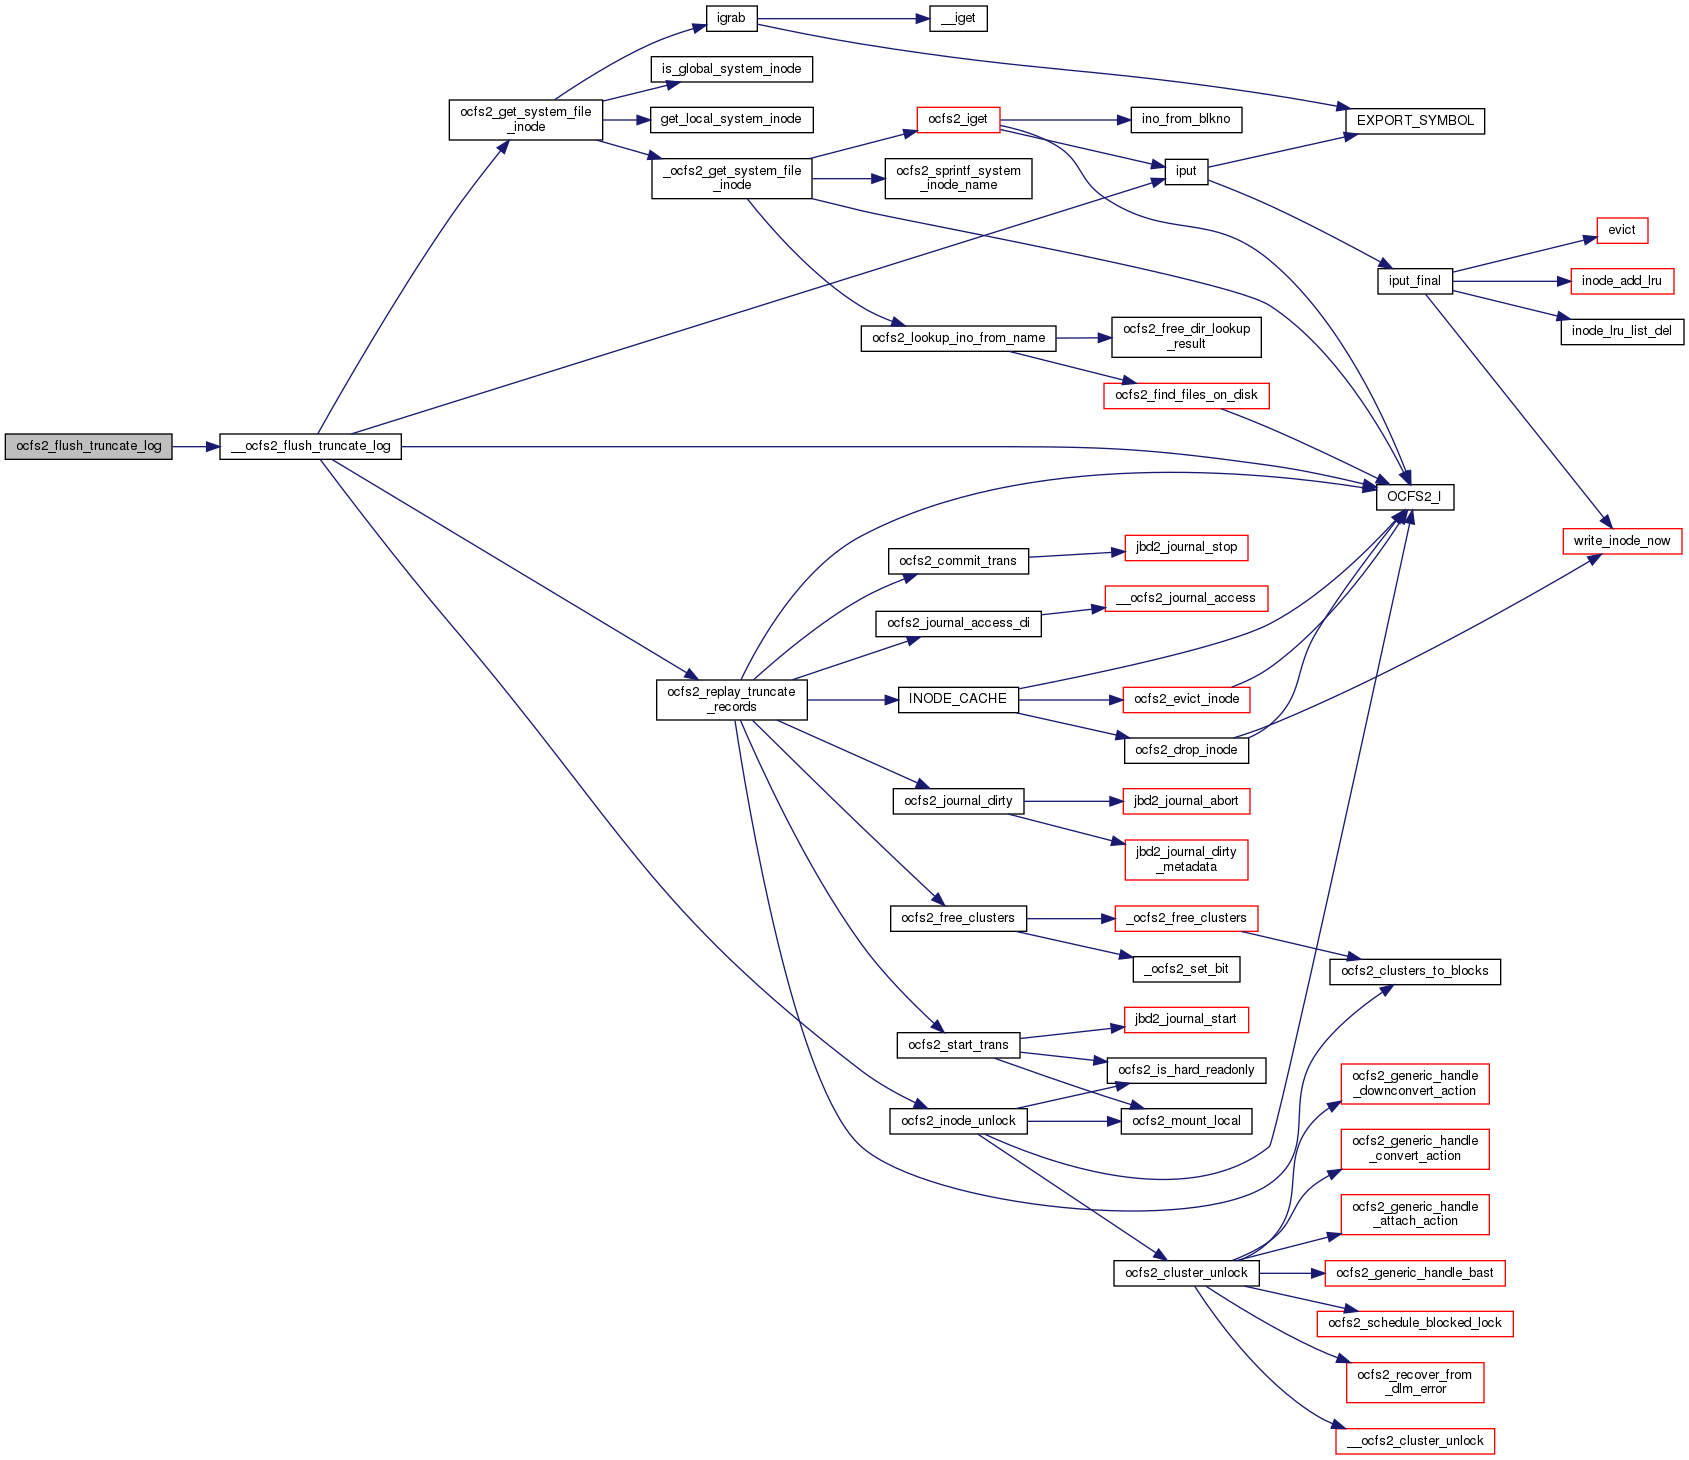 igrab
__iget
is_global_system_inode
ocfs2_get_system_file
_inode
get_local_system_inode
ocfs2_iget
ino_from_blkno
EXPORT_SYMBOL
_ocfs2_get_system_file
_inode
ocfs2_sprintf_system
_inode_name
iput
evict
iput_final
inode_add_lru
inode_lru_list_del
ocfs2_lookup_ino_from_name
ocfs2_free_dir_lookup
_result
ocfs2_find_files_on_disk
ocfs2_flush_truncate_log
__ocfs2_flush_truncate_log
OCFS2_I
write_inode_now
ocfs2_commit_trans
jbd2_journal_stop
ocfs2_journal_access_di
__ocfs2_journal_access
ocfs2_replay_truncate
_records
INODE_CACHE
ocfs2_evict_inode
ocfs2_drop_inode
ocfs2_journal_dirty
jbd2_journal_abort
jbd2_journal_dirty
_metadata
ocfs2_free_clusters
_ocfs2_free_clusters
_ocfs2_set_bit
ocfs2_clusters_to_blocks
ocfs2_start_trans
jbd2_journal_start
ocfs2_is_hard_readonly
ocfs2_inode_unlock
ocfs2_mount_local
ocfs2_generic_handle
_downconvert_action
ocfs2_generic_handle
_convert_action
ocfs2_generic_handle
_attach_action
ocfs2_cluster_unlock
ocfs2_generic_handle_bast
ocfs2_schedule_blocked_lock
ocfs2_recover_from
_dlm_error
__ocfs2_cluster_unlock